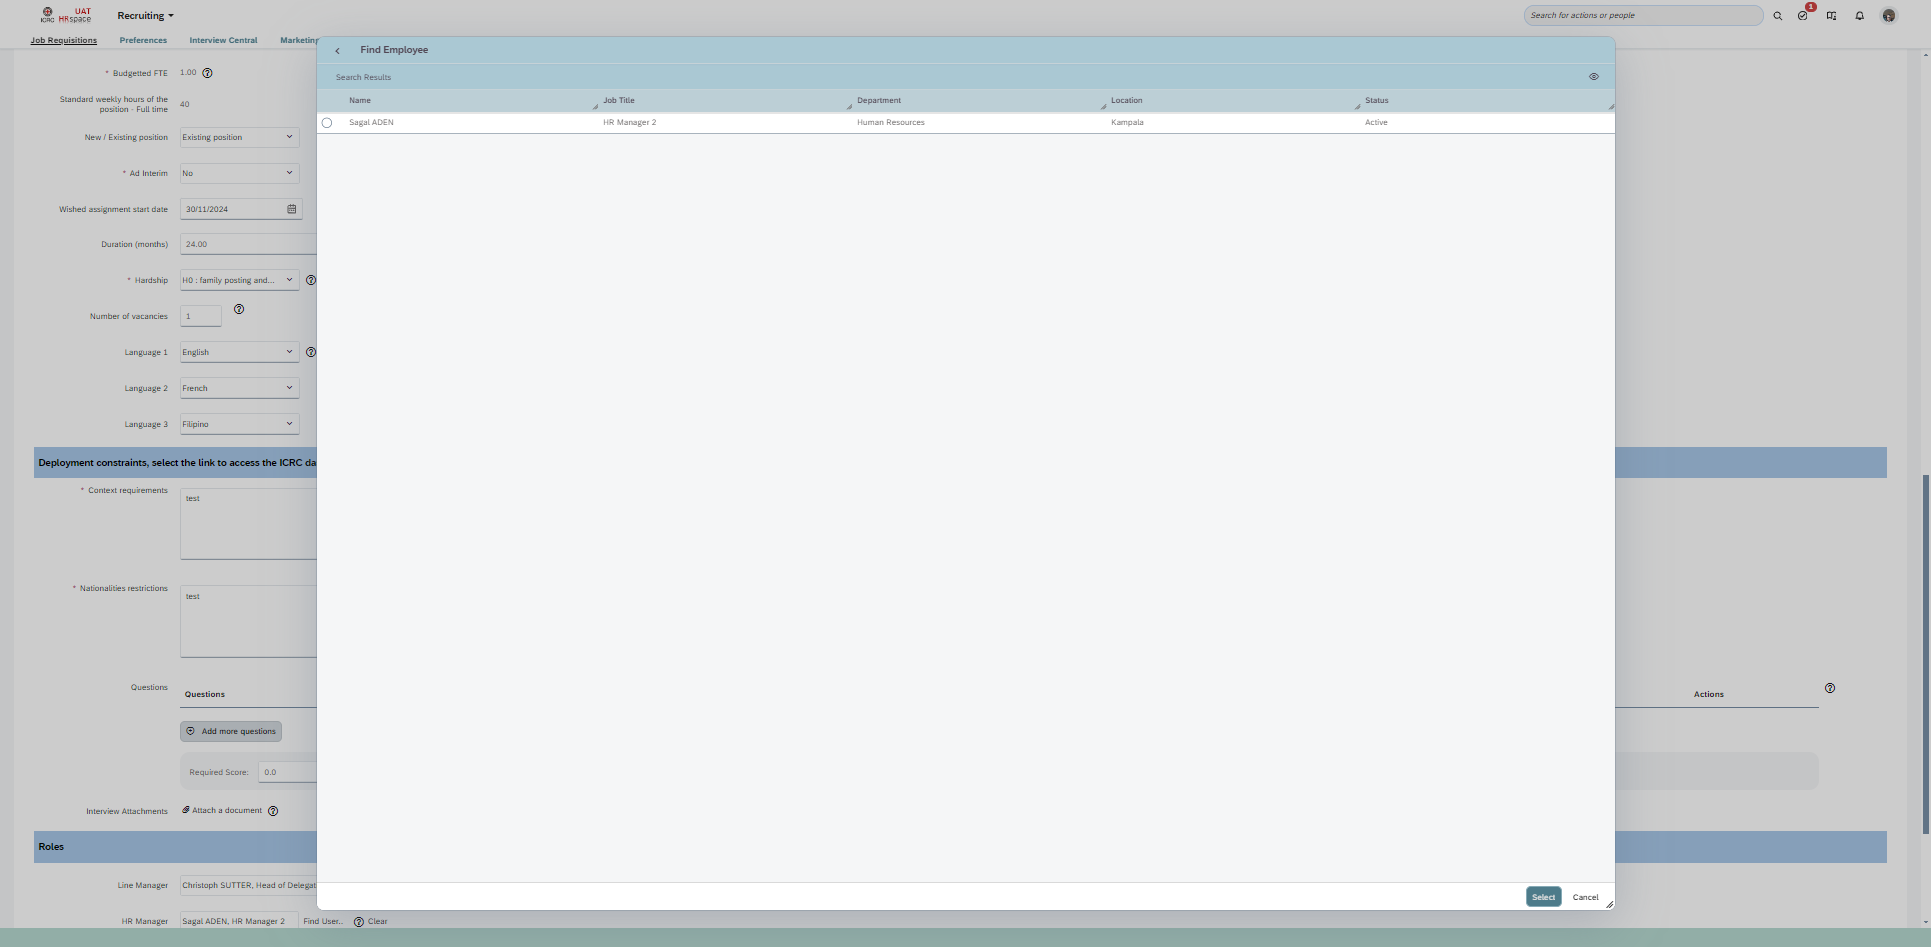 ICRC
UAT
HRspace
Recruiting
Search for actions or people
1
Job Requisitions
Preferences
Interview Central
Marketing
Find Employee
Search Results
Name
Job Title
Department
Location
Status
Sagal ADEN
HR Manager 2
Human Resources
Kampala
Active
* Budgetted FTE
1.00
Standard weekly hours of the
position - Full time
40
New / Existing position
Existing position
* Ad Interim
No
Wished assignment start date
30/11/2024
Duration (months)
24.00
* Hardship
H0 : family posting and...
Number of vacancies
1
Language 1
English
Language 2
French
Language 3
Filipino
Deployment constraints, select the link to access the ICRC da
* Context requirements
test
* Nationalities restrictions
test
Questions
Questions
Actions
Add more questions
Required Score:
0.0
Interview Attachments
Attach a document
Roles
Line Manager
Christoph SUTTER, Head of Delegat
HR Manager
Sagal ADEN, HR Manager 2
Find User..
Clear
Select
Cancel